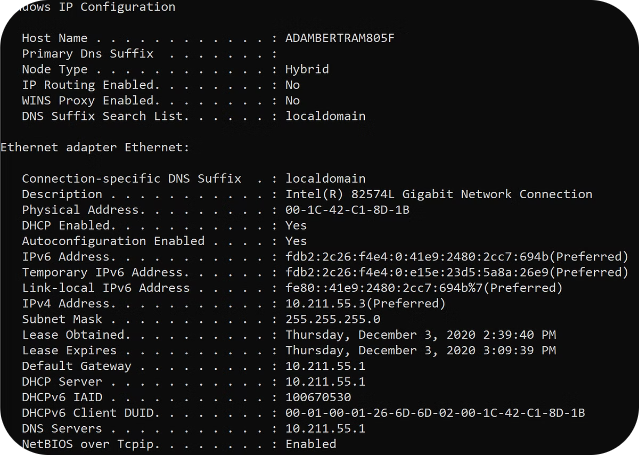 dows IP Configuration
Host Name . . . . . . . . . . . . : ADAMBERTRAM805F
Primary Dns Suffix  . . . . . . . :
Node Type . . . . . . . . . . . . : Hybrid
IP Routing Enabled. . . . . . . . : No
WINS Proxy Enabled. . . . . . . . : No
DNS Suffix Search List. . . . . . : localdomain
Ethernet adapter Ethernet:
Connection-specific DNS Suffix  . : localdomain
Description . . . . . . . . . . . : Intel(R) 82574L Gigabit Network Connection
Physical Address. . . . . . . . . : 00-1C-42-C1-8D-1B
DHCP Enabled. . . . . . . . . . . : Yes
Autoconfiguration Enabled . . . . : Yes
IPv6 Address. . . . . . . . . . . : fdb2:2c26:f4e4:0:41e9:2480:2cc7:694b(Preferred)
Temporary IPv6 Address. . . . . . : fdb2:2c26:f4e4:0:e15e:23d5:5a8a:26e9(Preferred)
Link-local IPv6 Address . . . . . : fe80::41e9:2480:2cc7:694b%7(Preferred)
IPv4 Address. . . . . . . . . . . : 10.211.55.3(Preferred)
Subnet Mask . . . . . . . . . . . : 255.255.255.0
Lease Obtained. . . . . . . . . . : Thursday, December 3, 2020 2:39:40 PM
Lease Expires . . . . . . . . . . : Thursday, December 3, 2020 3:09:39 PM
Default Gateway . . . . . . . . . : 10.211.55.1
DHCP Server . . . . . . . . . . . : 10.211.55.1
DHCPv6 IAID . . . . . . . . . . . : 100670530
DHCPv6 Client DUID. . . . . . . . : 00-01-00-01-26-6D-6D-02-00-1C-42-C1-8D-1B
DNS Servers . . . . . . . . . . . : 10.211.55.1
NetBIOS over Tcpip. . . . . . . . : Enabled